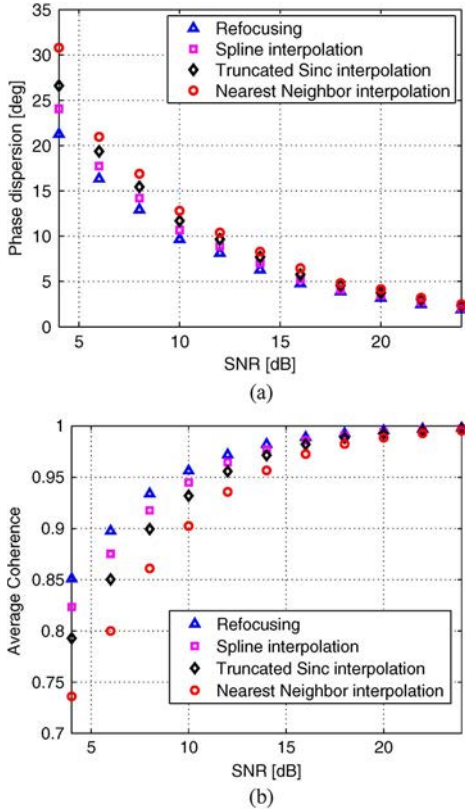 35
30
25
20
15
10
5
0
Phase dispersion [deg]
Refocusing
Spline interpolation
Truncated Sinc interpolation
Nearest Neighbor interpolation
5 10 15 20
SNR [dB]
(a)
1
0.95
0.9
0.85
0.8
0.75
0.7
Average Coherence
Refocusing
Spline interpolation
Truncated Sinc interpolation
Nearest Neighbor interpolation
5 10 15 20
SNR [dB]
(b)